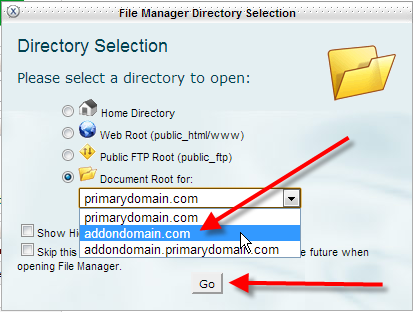 File Manager Directory Selection
Directory Selection
Please select a directory to open:
Home Directory
Web Root (public_html/www)
Public FTP Root (public_ftp)
Document Root for:
primarydomain.com
primarydomain.com
Show Hi
addondomain.com
Skip this
addondomain.primarydomain.com
e future when
opening File Manager.
Go